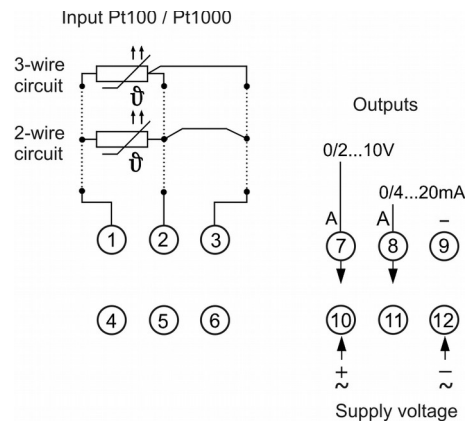 Input Pt100 / Pt1000
3-wire
circuit
ϑ
2-wire
circuit
ϑ
1 2 3
4 5 6
Outputs
0/2...10V
0/4...20mA
A A –
7 8 9
10 11 12
+ –
~ ~
Supply voltage